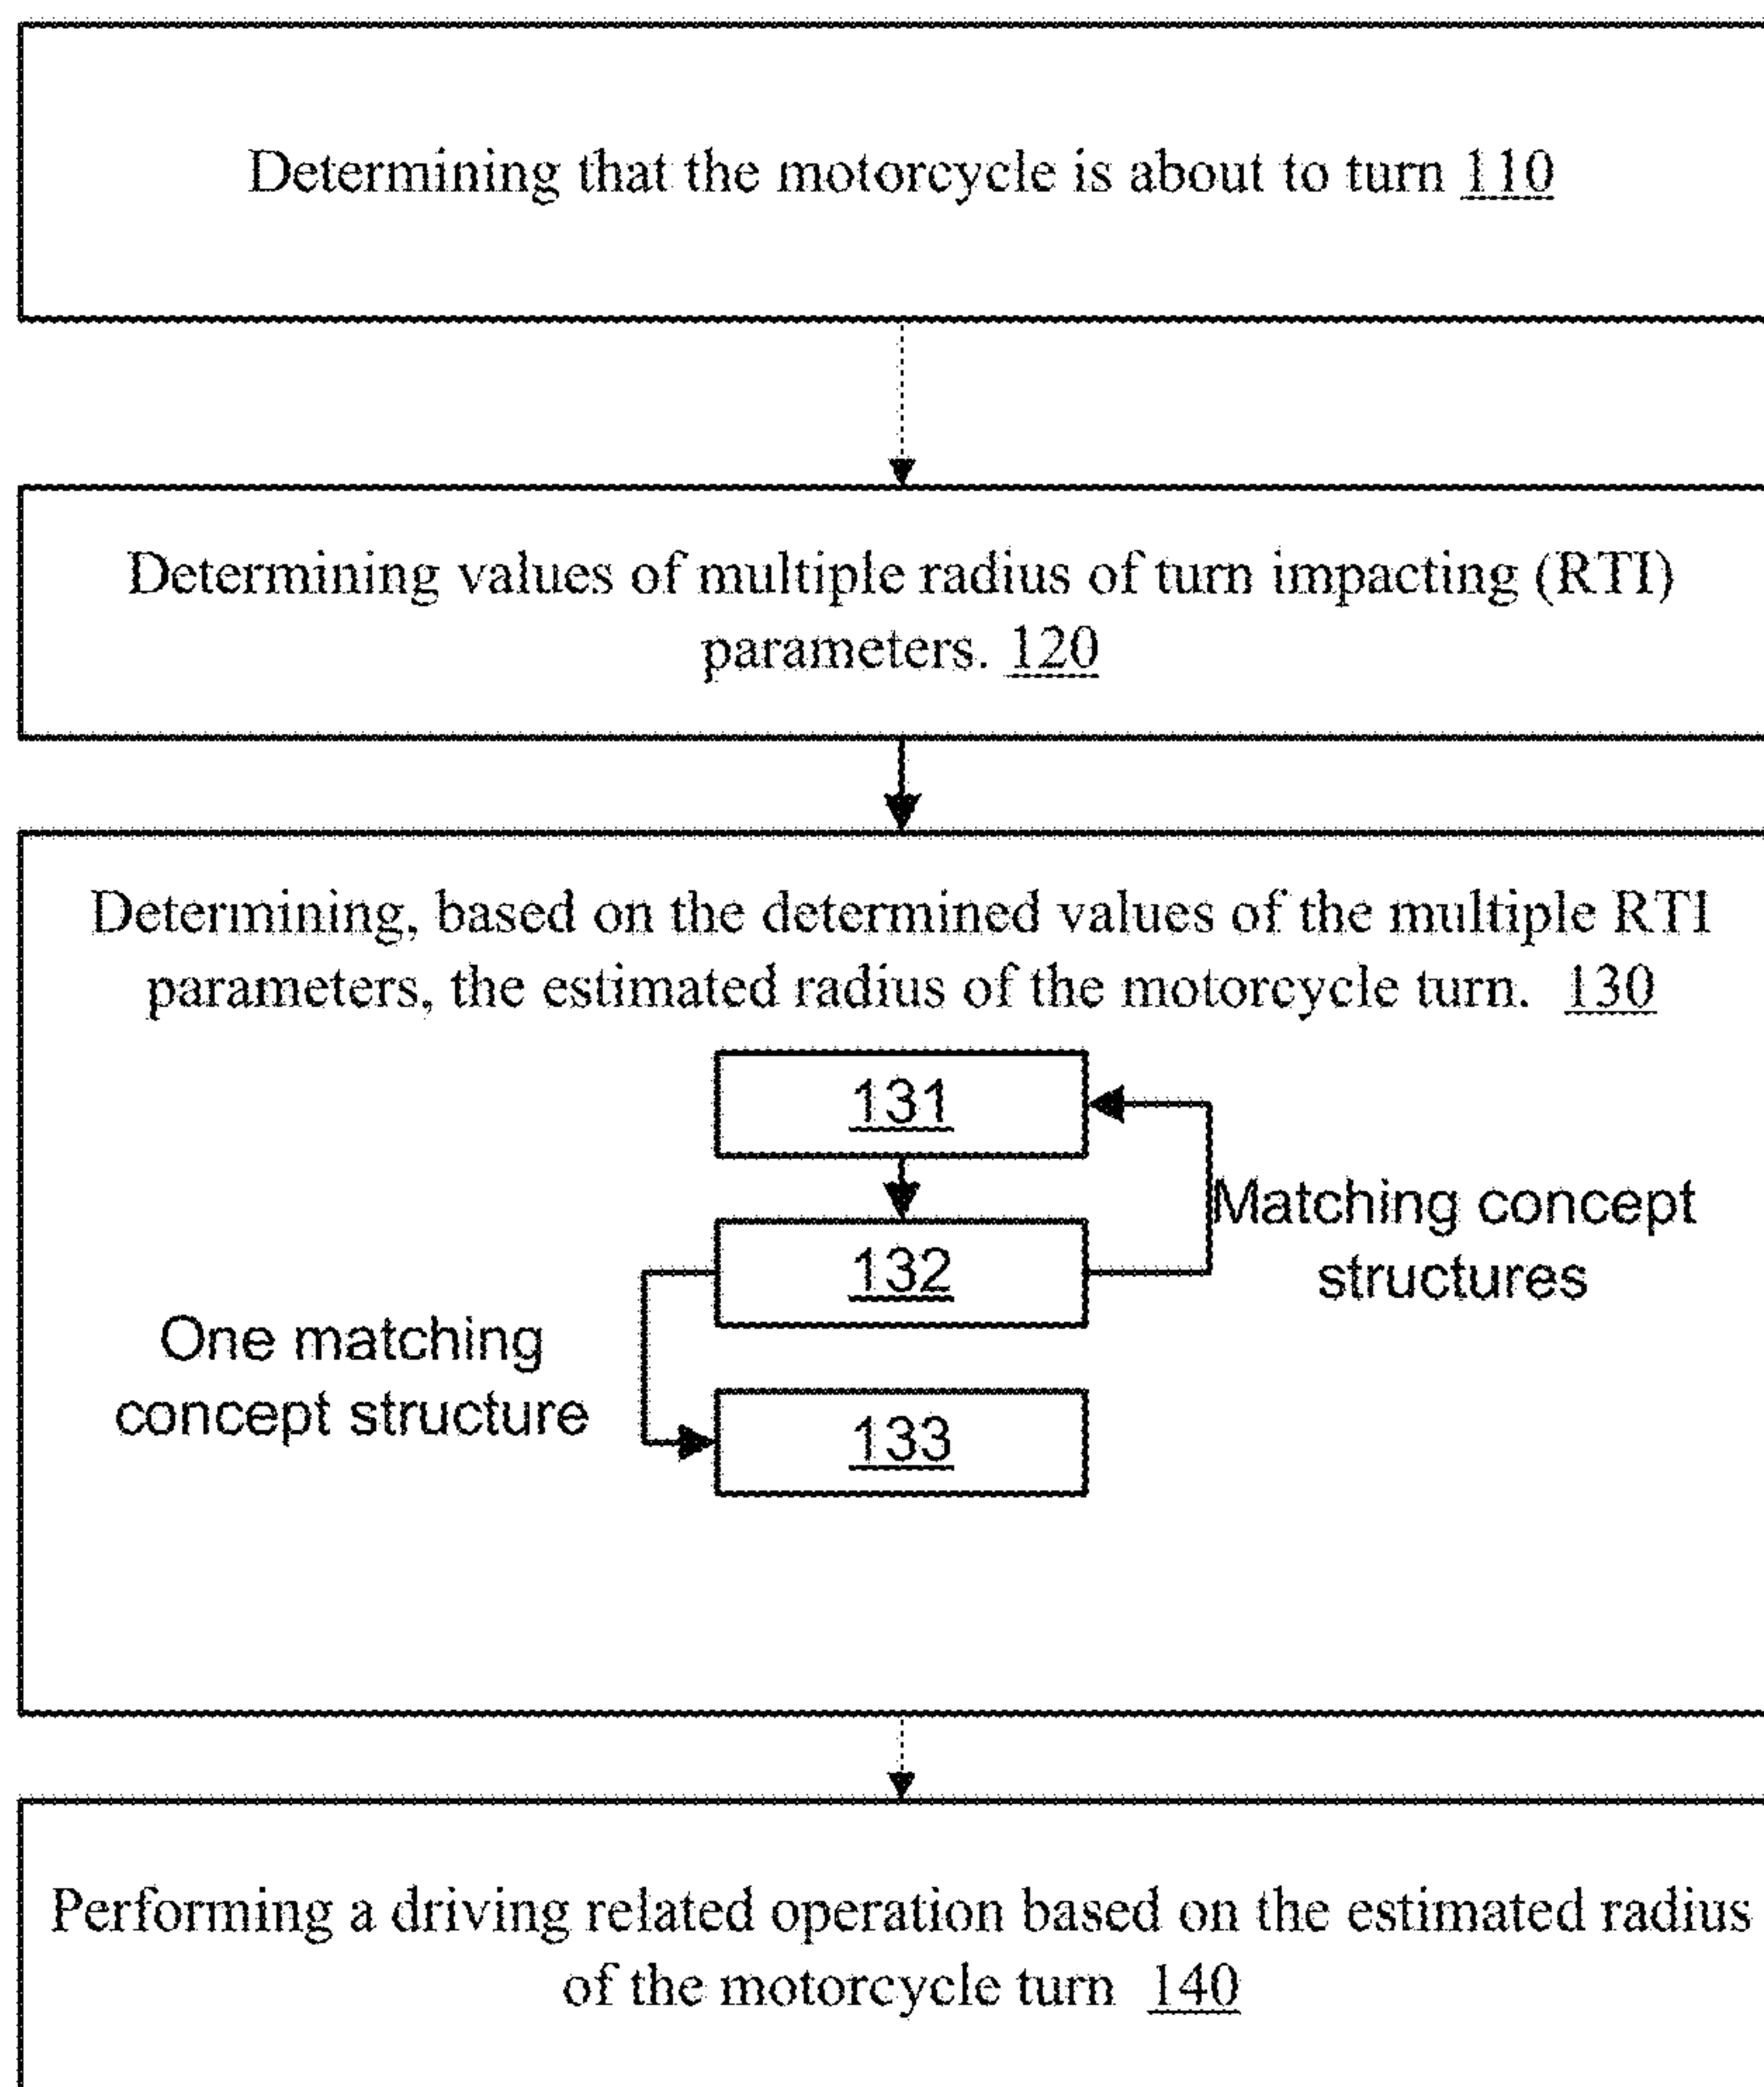 Determining that the motorcycle is about to turn 110
Determining values of multiple radius of turn impacting (RTI)
parameters. 120
Determining, based on the determined values of the multiple RTI
parameters, the estimated radius of the motorcycle turn. 130
131
Matching concept
structures
132
One matching
concept structure
133
Performing a driving related operation based on the estimated radius
of the motorcycle turn 140